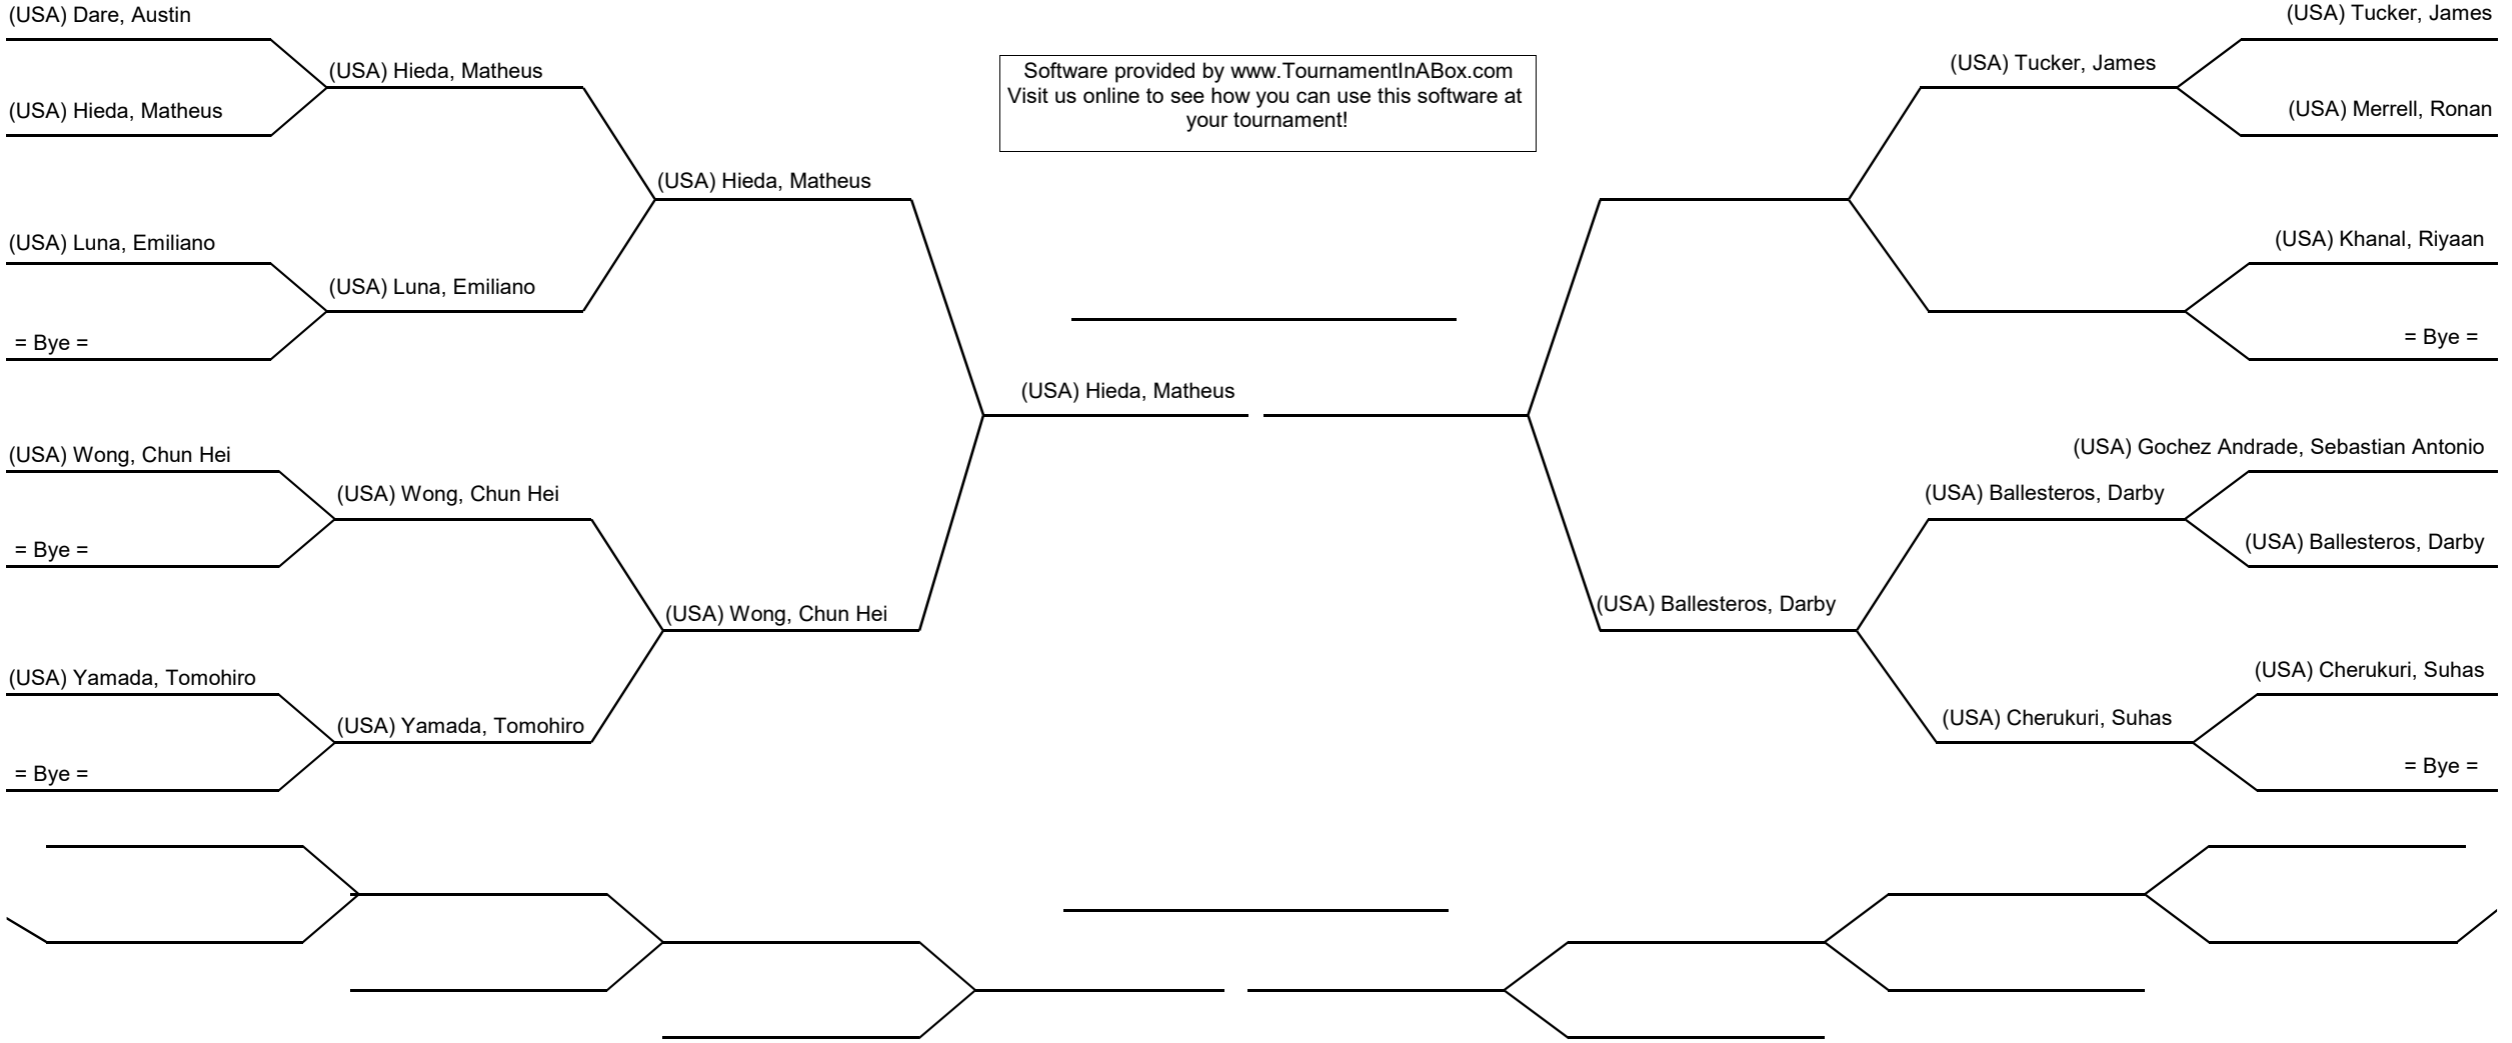 (USA) Dare, Austin
(USA) Hieda, Matheus
(USA) Hieda, Matheus
(USA) Hieda, Matheus
(USA) Luna, Emiliano
(USA) Luna, Emiliano
= Bye =
(USA) Hieda, Matheus
(USA) Wong, Chun Hei
(USA) Wong, Chun Hei
= Bye =
(USA) Wong, Chun Hei
(USA) Yamada, Tomohiro
(USA) Yamada, Tomohiro
= Bye =
Software provided by www.TournamentInABox.com
Visit us online to see how you can use this software at
your tournament!
(USA) Tucker, James
(USA) Tucker, James
(USA) Merrell, Ronan
(USA) Khanal, Riyaan
= Bye =
(USA) Gochez Andrade, Sebastian Antonio
(USA) Ballesteros, Darby
(USA) Ballesteros, Darby
(USA) Ballesteros, Darby
(USA) Cherukuri, Suhas
(USA) Cherukuri, Suhas
= Bye =